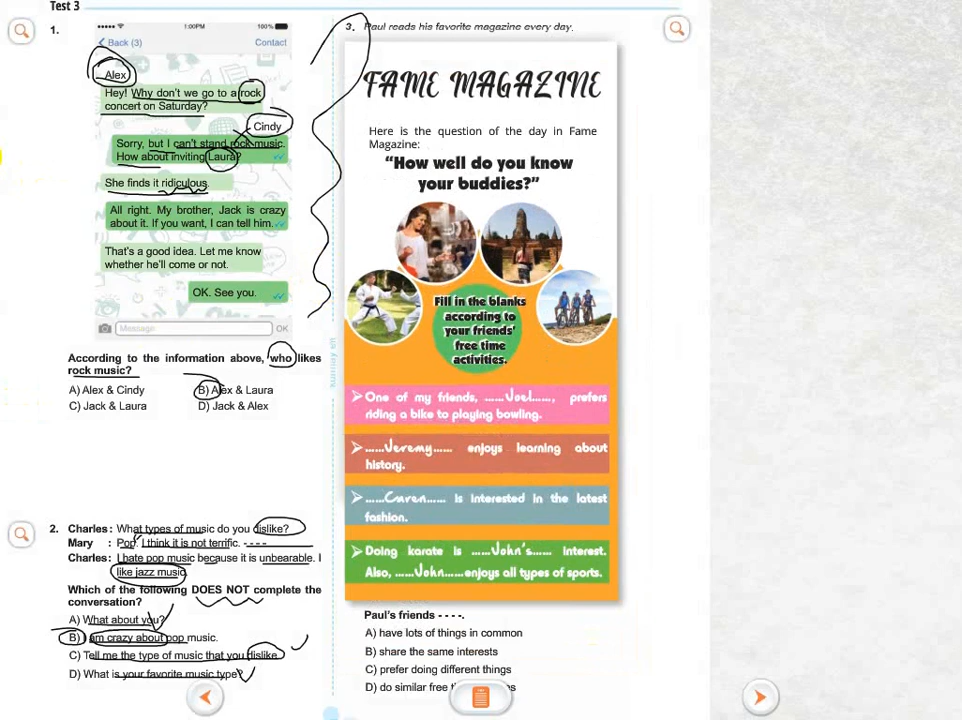 Test 3
1.
1:00PM 100%
Back (3) Contact
Alex
Hey! Why don't we go to a rock
concert on Saturday?
Cindy
Sorry, but I can't stand rock music.
How about inviting Laura?
She finds it ridiculous.
All right. My brother, Jack is crazy
about it. If you want, I can tell him.
That's a good idea. Let me know
whether he'll come or not.
OK. See you.
Message OK
According to the information above, who likes
rock music?
A) Alex & Cindy B) Alex & Laura
C) Jack & Laura D) Jack & Alex
2. Charles: What types of music do you dislike?
Mary : Pop. I think it is not terrific. - - - -
Charles: I hate pop music because it is unbearable. I
like jazz music.
Which of the following DOES NOT complete the
conversation?
A) What about you?
B) I am crazy about pop music.
C) Tell me the type of music that you dislike.
D) What is your favorite music type?
3. Paul reads his favorite magazine every day.
FAME MAGAZINE
Here is the question of the day in Fame
Magazine:
“How well do you know
your buddies?”
Fill in the blanks
according to
your friends'
free time
activities.
One of my friends, ......Joel......, prefers
riding a bike to playing bowling.
......Jeremy...... enjoys learning about
history.
......Caren...... is interested in the latest
fashion.
Doing karate is ......John's...... interest.
Also, ......John......enjoys all types of sports.
Paul's friends - - - -.
A) have lots of things in common
B) share the same interests
C) prefer doing different things
D) do similar free